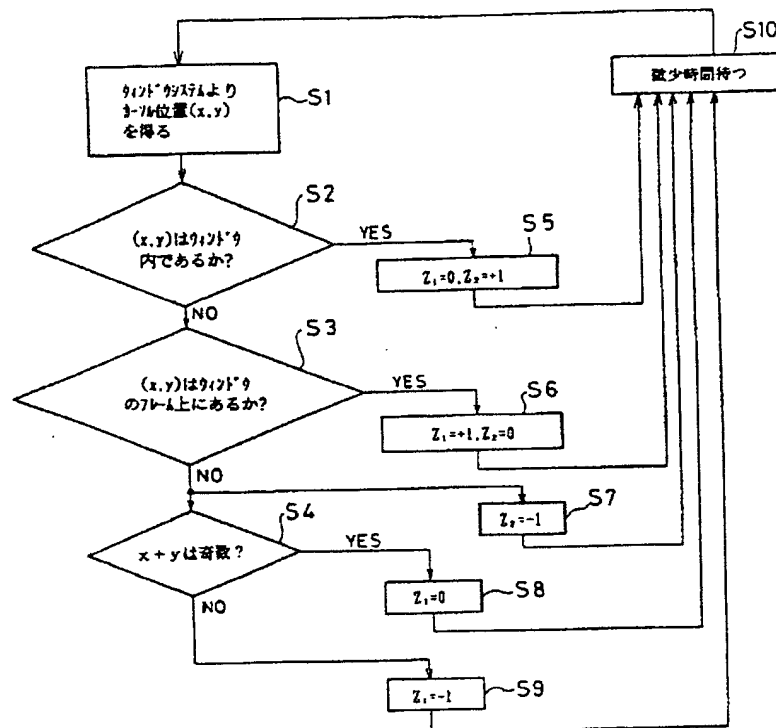 S10
微少時間待つ
ウィンドウシステムより
カーソル位置(x.y)
を得る
S1
S2
(x.y)はウィンドウ
内であるか?
YES
S5
Z₁=0.Z₂=+1
NO
S3
(x.y)はウィンドウ
のフレーム上にあるか?
YES
S6
Z₁=+1.Z₂=0
NO
S7
Z₂=-1
S4
x+yは奇数?
YES
S8
Z₁=0
NO
S9
Z₁=-1